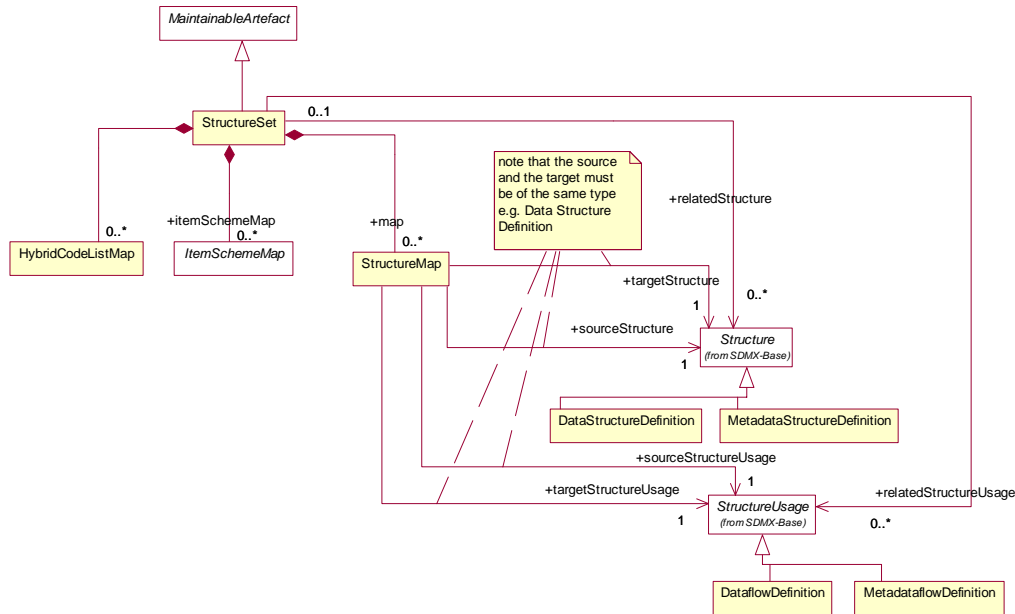 MaintainableArtefact
0..1
StructureSet
note that the source
and the target must
be of the same type
e.g. Data Structure
Definition
+relatedStructure
+itemSchemeMap
+map
0..*
0..*
0..*
HybridCodeListMap
ItemSchemeMap
StructureMap
+targetStructure
1
0..*
+sourceStructure
1
Structure
(from SDMX-Base)
DataStructureDefinition
MetadataStructureDefinition
+sourceStructureUsage
1
+targetStructureUsage
1
+relatedStructureUsage
0..*
StructureUsage
(from SDMX-Base)
DataflowDefinition
MetadataflowDefinition